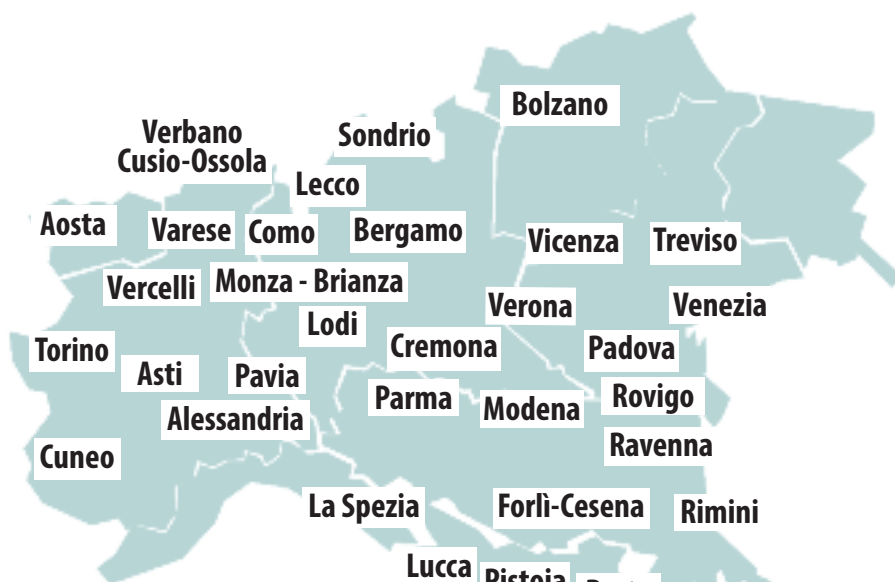 Bolzano
Verbano
Cusio-Ossola
Sondrio
Lecco
Aosta
Varese
Como
Bergamo
Vicenza
Treviso
Vercelli
Monza - Brianza
Verona
Venezia
Lodi
Torino
Cremona
Padova
Asti
Pavia
Parma
Modena
Rovigo
Alessandria
Ravenna
Cuneo
La Spezia
Forlì-Cesena
Rimini
Lucca
Pistoia